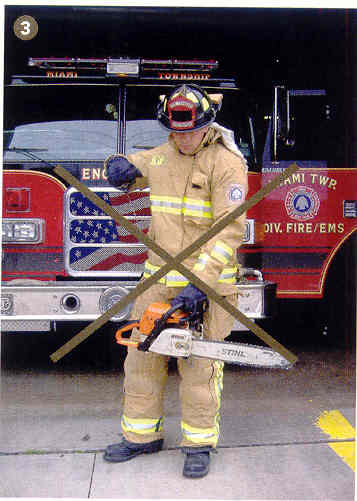 3
MIAMI TOWNSHIP
ENG
MIAMI TWP.
DIV. FIRE/EMS
STIHL